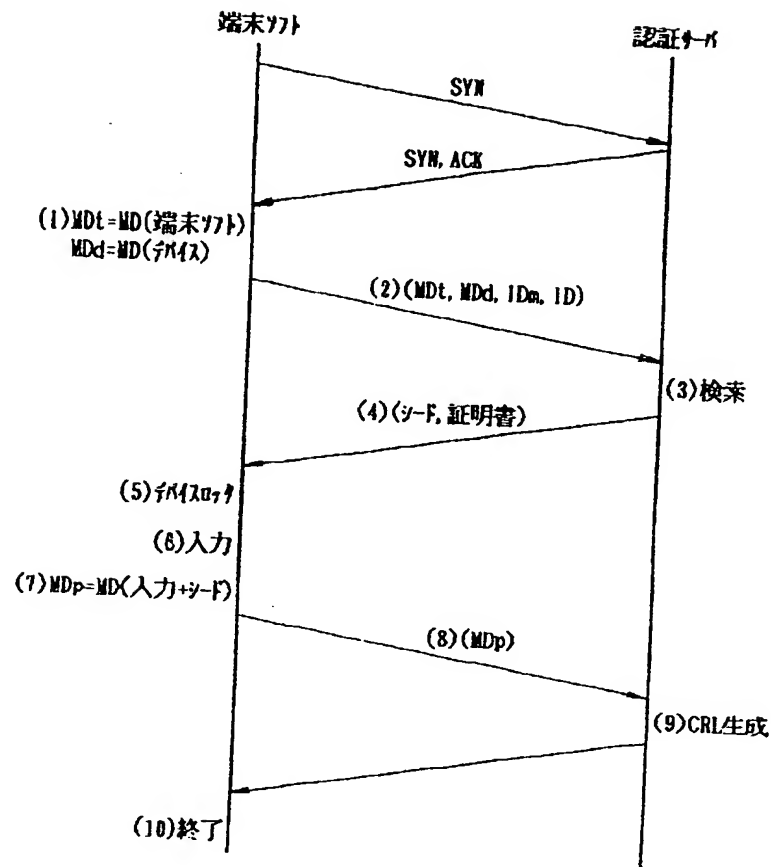 端末ソフト
認証サーバ
SYN
SYN, ACK
(1)MDt=MD(端末ソフト)
MDd=MD(デバイス)
(2)(MDt, MDd, IDm, ID)
(3)検索
(4)(シード, 証明書)
(5)デバイスロック
(6)入力
(7)MDp=MD(入力+シード)
(8)(MDp)
(9)CRL生成
(10)終了